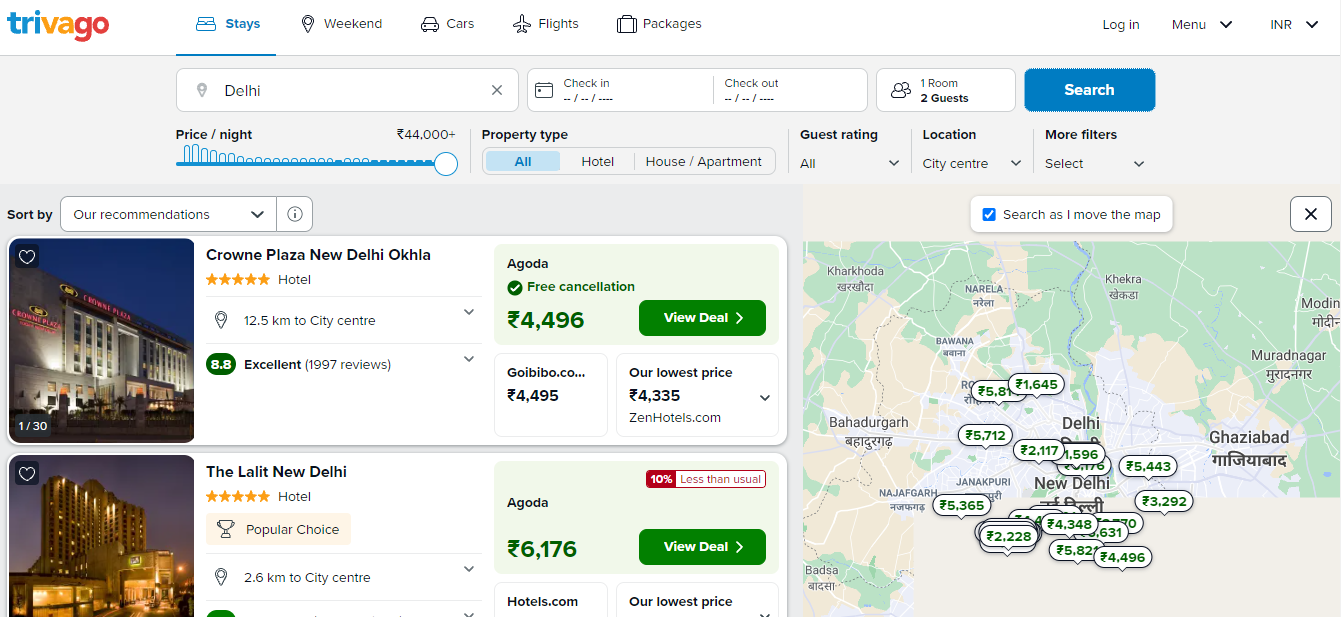 trivago
Stays
Weekend
Cars
Flights
Packages
Log in
Menu
INR
Delhi
Check in
-- / -- / ----
Check out
-- / -- / ----
1 Room
2 Guests
Search
Price / night
₹44,000+
Property type
All
Hotel
House / Apartment
Guest rating
All
Location
City centre
More filters
Select
Sort by
Our recommendations
Search as I move the map
CROWNE PLAZA
CROWNE PLAZA
1 / 30
Crowne Plaza New Delhi Okhla
Hotel
12.5 km to City centre
8.8 Excellent (1997 reviews)
Agoda
Free cancellation
₹4,496
View Deal
Goibibo.co...
₹4,495
Our lowest price
₹4,335
ZenHotels.com
The Lalit New Delhi
Hotel
Popular Choice
2.6 km to City centre
10% Less than usual
Agoda
₹6,176
View Deal
Hotels.com
Our lowest price
Kharkhoda
खरखौदा
NARELA
नरेला
Khekra
खेकडा
Modin
मोदीन
BAWANA
बवाना
Muradnagar
मुरादनगर
₹1,645
Bahadurgarh
बहादुरगढ़
Delhi
Ghaziabad
गाजियाबाद
₹5,712
₹2,117
₹5,443
JANAKPURI
New Delhi
NAJAFGARH
नजफगढ़
₹5,365
₹3,292
₹4,348
₹2,228
₹4,496
Badsa
बादसा